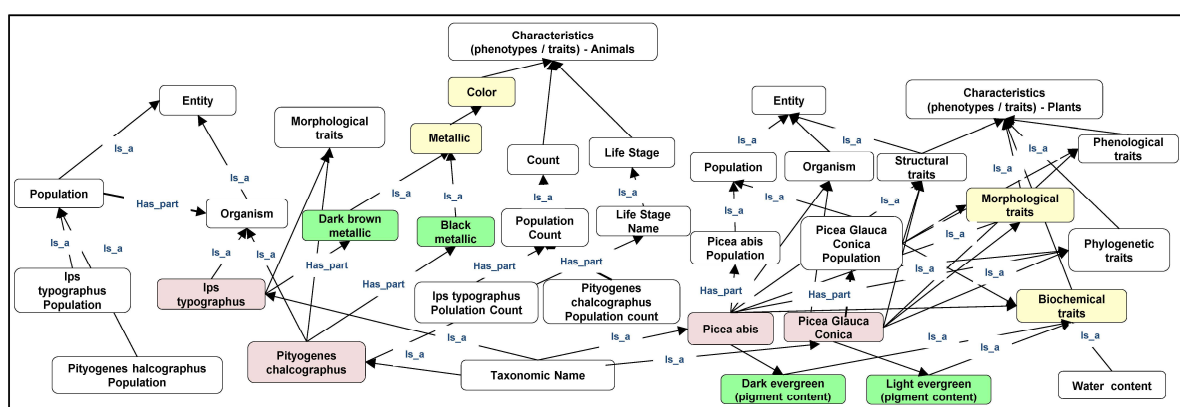 Characteristics
(phenotypes / traits) - Animals
Entity
Color
Entity
Characteristics
(phenotypes / traits) - Plants
Morphological
traits
Metallic
Is_a
Is_a
Is_a
Is_a
Phenological
traits
Count
Life Stage
Population
Organism
Structural
traits
Is_a
Is_a
Population
Has_part
Organism
Is_a
Is_a
Is_a
Is_a
Is_a
Is_a
Is_a
Morphological
traits
Dark brown
metallic
Black
metallic
Population
Count
Life Stage
Name
Picea abis
Population
Picea Glauca
Conica
Population
Phylogenetic
traits
Is_a
Is_a
Is_a
Has_part
Has_part
Is_a
Is_a
Ips
typographus
Population
Ips
typographus
Has_part
Ips typographus
Polulation Count
Pityogenes
chalcographus
Population count
Has_part
Has_part
Biochemical
traits
Picea abis
Picea Glauca
Conica
Is_a
Is_a
Is_a
Pityogenes halcographus
Population
Pityogenes
chalcographus
Is_a
Is_a
Is_a
Taxonomic Name
Dark evergreen
(pigment content)
Light evergreen
(pigment content)
Water content